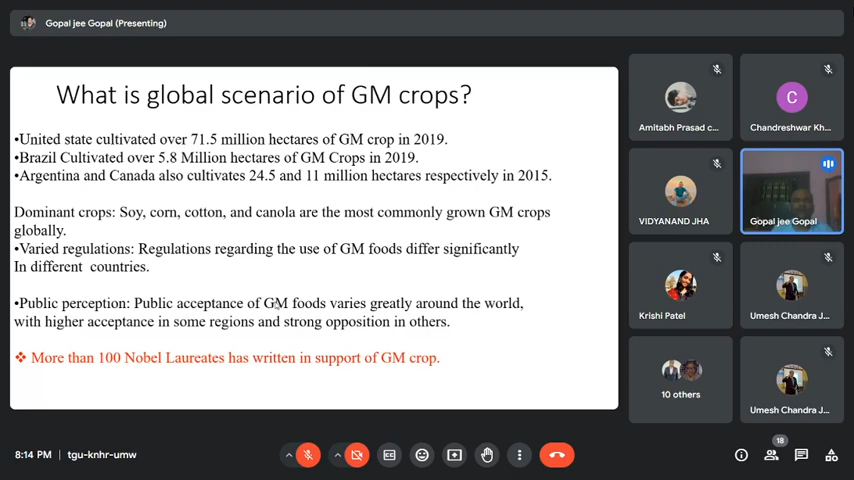 Gopal jee Gopal (Presenting)
What is global scenario of GM crops?
•United state cultivated over 71.5 million hectares of GM crop in 2019.
•Brazil Cultivated over 5.8 Million hectares of GM Crops in 2019.
•Argentina and Canada also cultivates 24.5 and 11 million hectares respectively in 2015.
Dominant crops: Soy, corn, cotton, and canola are the most commonly grown GM crops
globally.
•Varied regulations: Regulations regarding the use of GM foods differ significantly
In different countries.
•Public perception: Public acceptance of GM foods varies greatly around the world,
with higher acceptance in some regions and strong opposition in others.
❖ More than 100 Nobel Laureates has written in support of GM crop.
Amitabh Prasad c...
C
Chandreshwar Kh...
VIDYANAND JHA
Gopal jee Gopal
Krishi Patel
Umesh Chandra J...
10 others
Umesh Chandra J...
8:14 PM | tgu-knhr-umw
CC
18